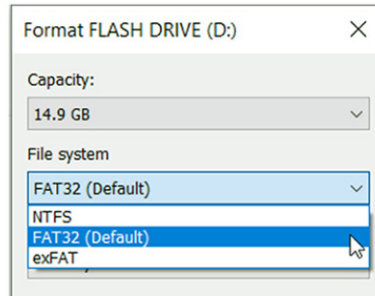 Format FLASH DRIVE (D:)
Capacity:
14.9 GB
File system
FAT32 (Default)
NTFS
FAT32 (Default)
exFAT